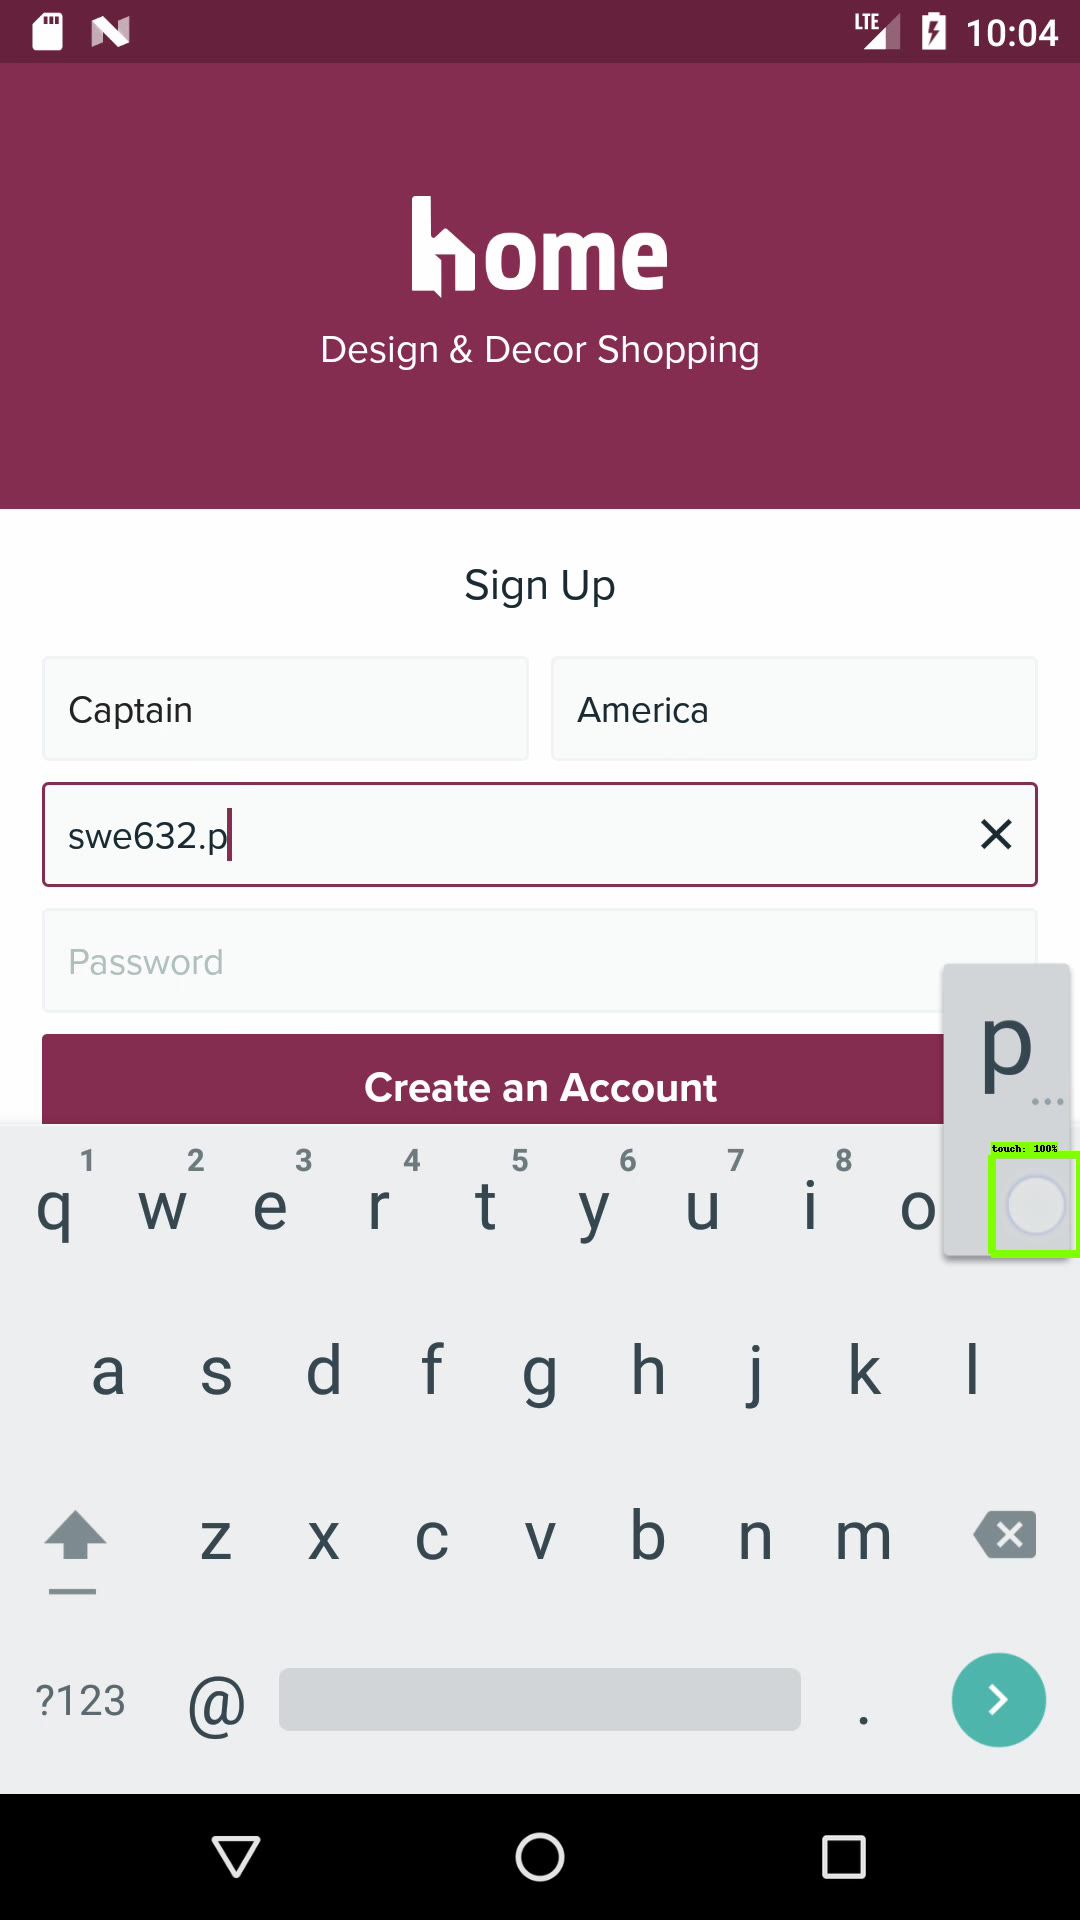 LTE 10:04
home
Design & Decor Shopping
Sign Up
Captain America
swe632.p
Password
Create an Account
p
...
touch: 100%
1 2 3 4 5 6 7 8
q w e r t y u i o
a s d f g h j k l
z x c v b n m
?123 @ .